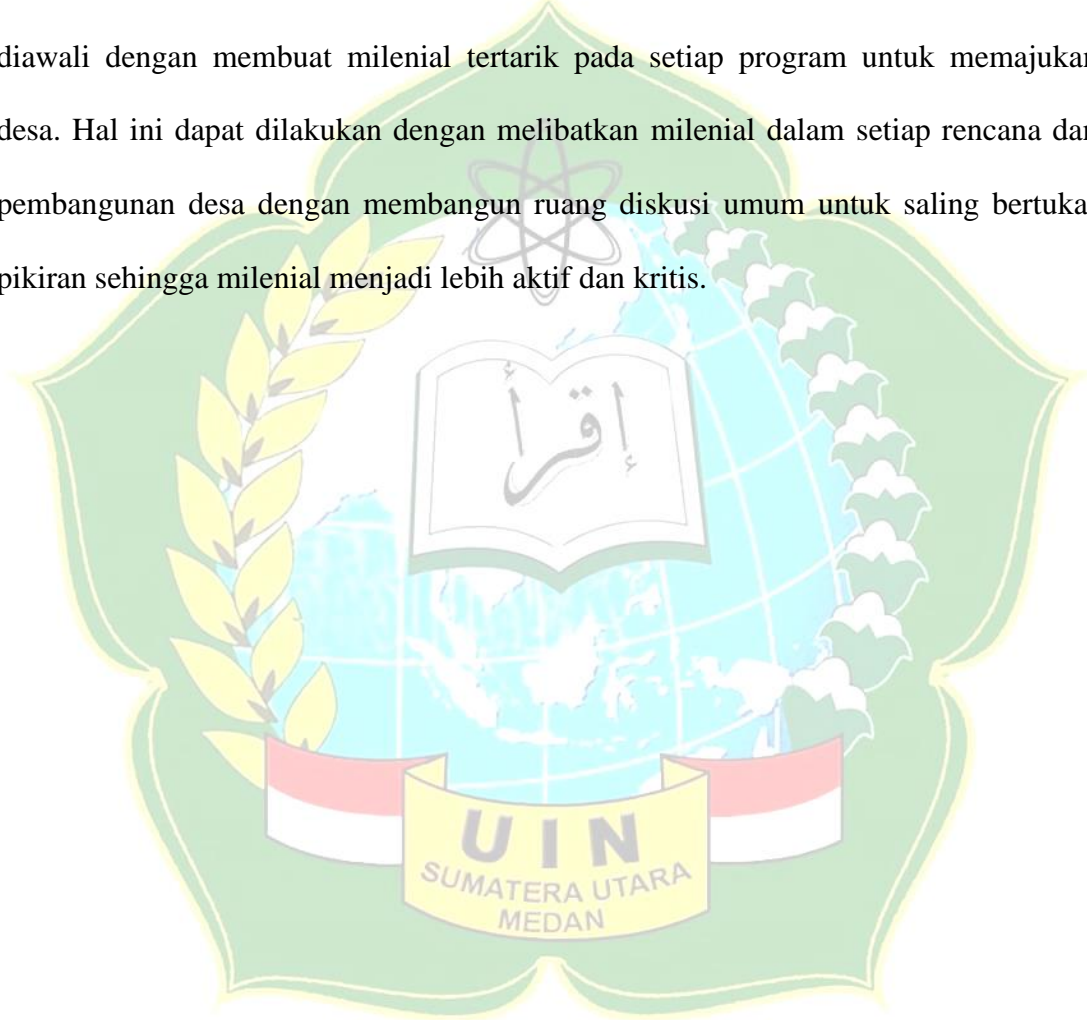 diawali dengan membuat milenial tertarik pada setiap program untuk memajukan
desa. Hal ini dapat dilakukan dengan melibatkan milenial dalam setiap rencana dan
pembangunan desa dengan membangun ruang diskusi umum untuk saling bertukar
pikiran sehingga milenial menjadi lebih aktif dan kritis.
إقرأ
UIN
SUMATERA UTARA
MEDAN